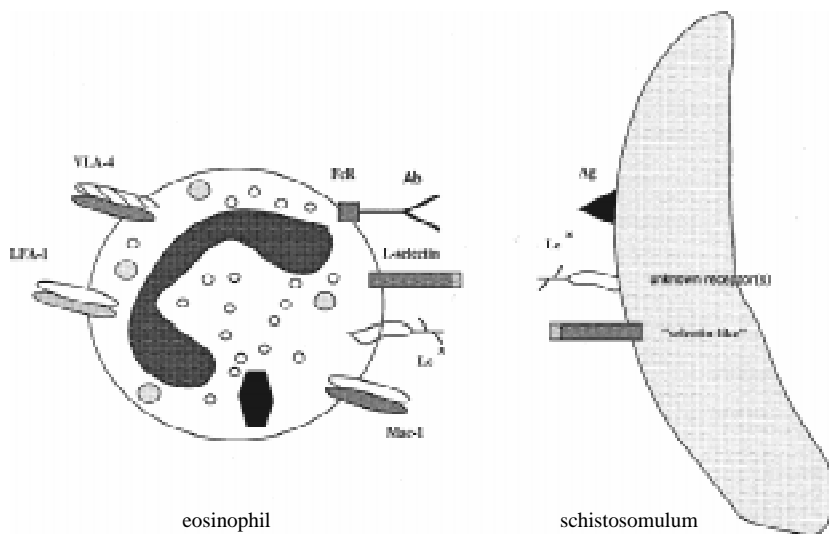 VLA-4
FcR
Ab
Ag
LFA-1
L-selectin
Le x
unknown receptor(s)
"selectin-like"
Le x
Mac-1
eosinophil
schistosomulum